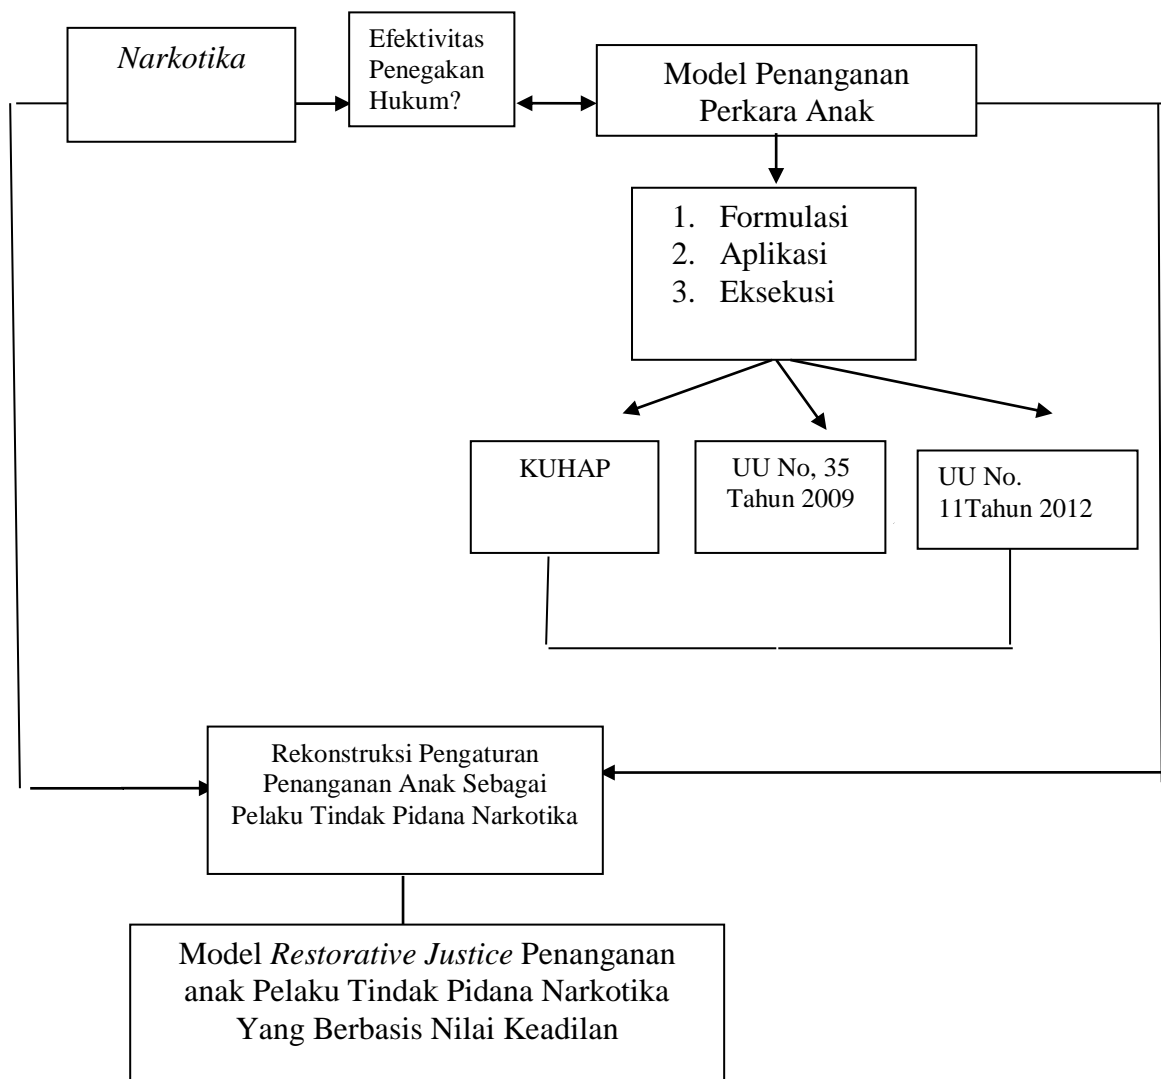 Narkotika
Efektivitas
Penegakan
Hukum?
Model Penanganan
Perkara Anak
1. Formulasi
2. Aplikasi
3. Eksekusi
KUHAP
UU No, 35
Tahun 2009
UU No.
11Tahun 2012
Rekonstruksi Pengaturan
Penanganan Anak Sebagai
Pelaku Tindak Pidana Narkotika
Model Restorative Justice Penanganan
anak Pelaku Tindak Pidana Narkotika
Yang Berbasis Nilai Keadilan